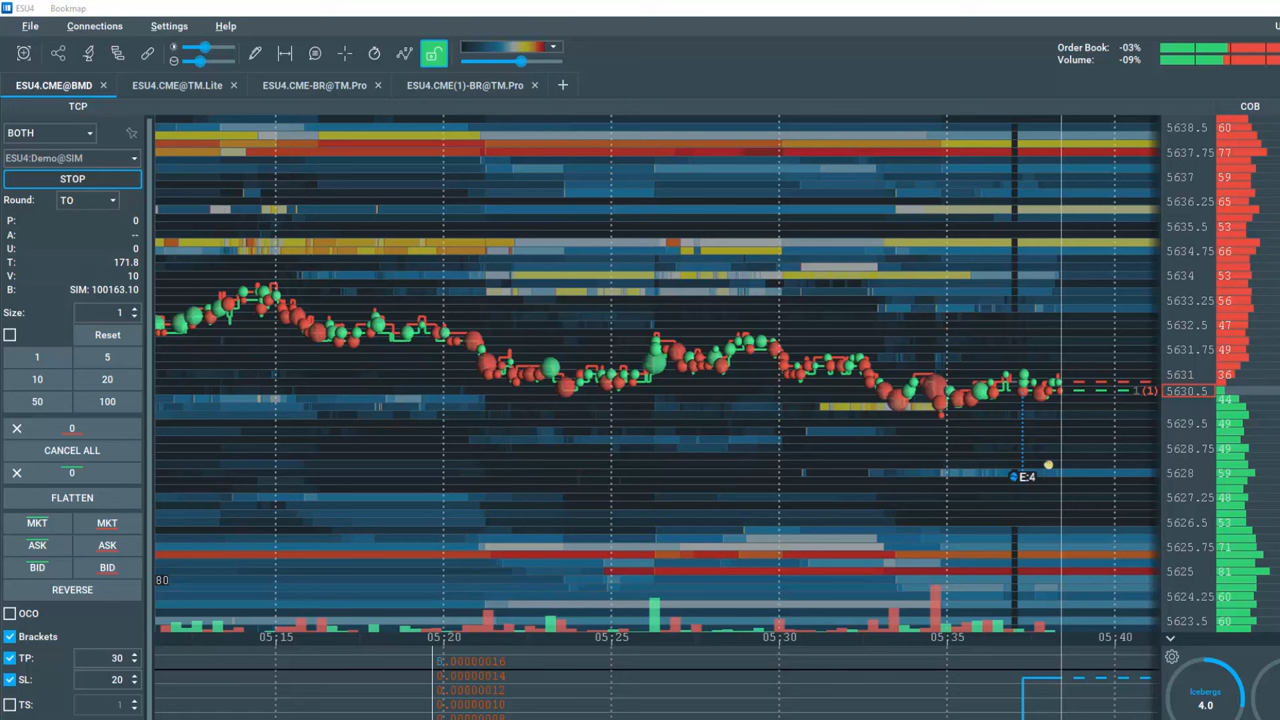 ESU4 Bookmap
File Connections Settings Help
Order Book: -03%
Volume: -09%
ESU4.CME@BMD ESU4.CME@TM.Lite ESU4.CME-BR@TM.Pro ESU4.CME(1)-BR@TM.Pro
TCP
COB
BOTH
ESU4:Demo@SIM
STOP
Round: TO
P: 0
A: --
U: 0
T: 171.8
V: 10
B: SIM: 100163.10
Size: 1
Reset
1 5
10 20
50 100
0
CANCEL ALL
0
FLATTEN
MKT MKT
ASK ASK
BID BID
REVERSE
OCO
Brackets
TP: 30
SL: 20
TS: 1
5638.5 60
5637.75 77
5637 59
5636.25 65
5635.5 53
5634.75 66
5634 53
5633.25 56
5632.5 47
5631.75 49
5631 36
1 (1) 5630.5 44
5629.5 49
5628.75 49
5628 59
5627.25 48
5626.5 53
5625.75 71
5625 81
5624.25 60
5623.5 60
E:4
80
05:15 05:20 05:25 05:30 05:35 05:40
0.00000016
0.00000014
0.00000012
0.00000010
Icebergs
4.0